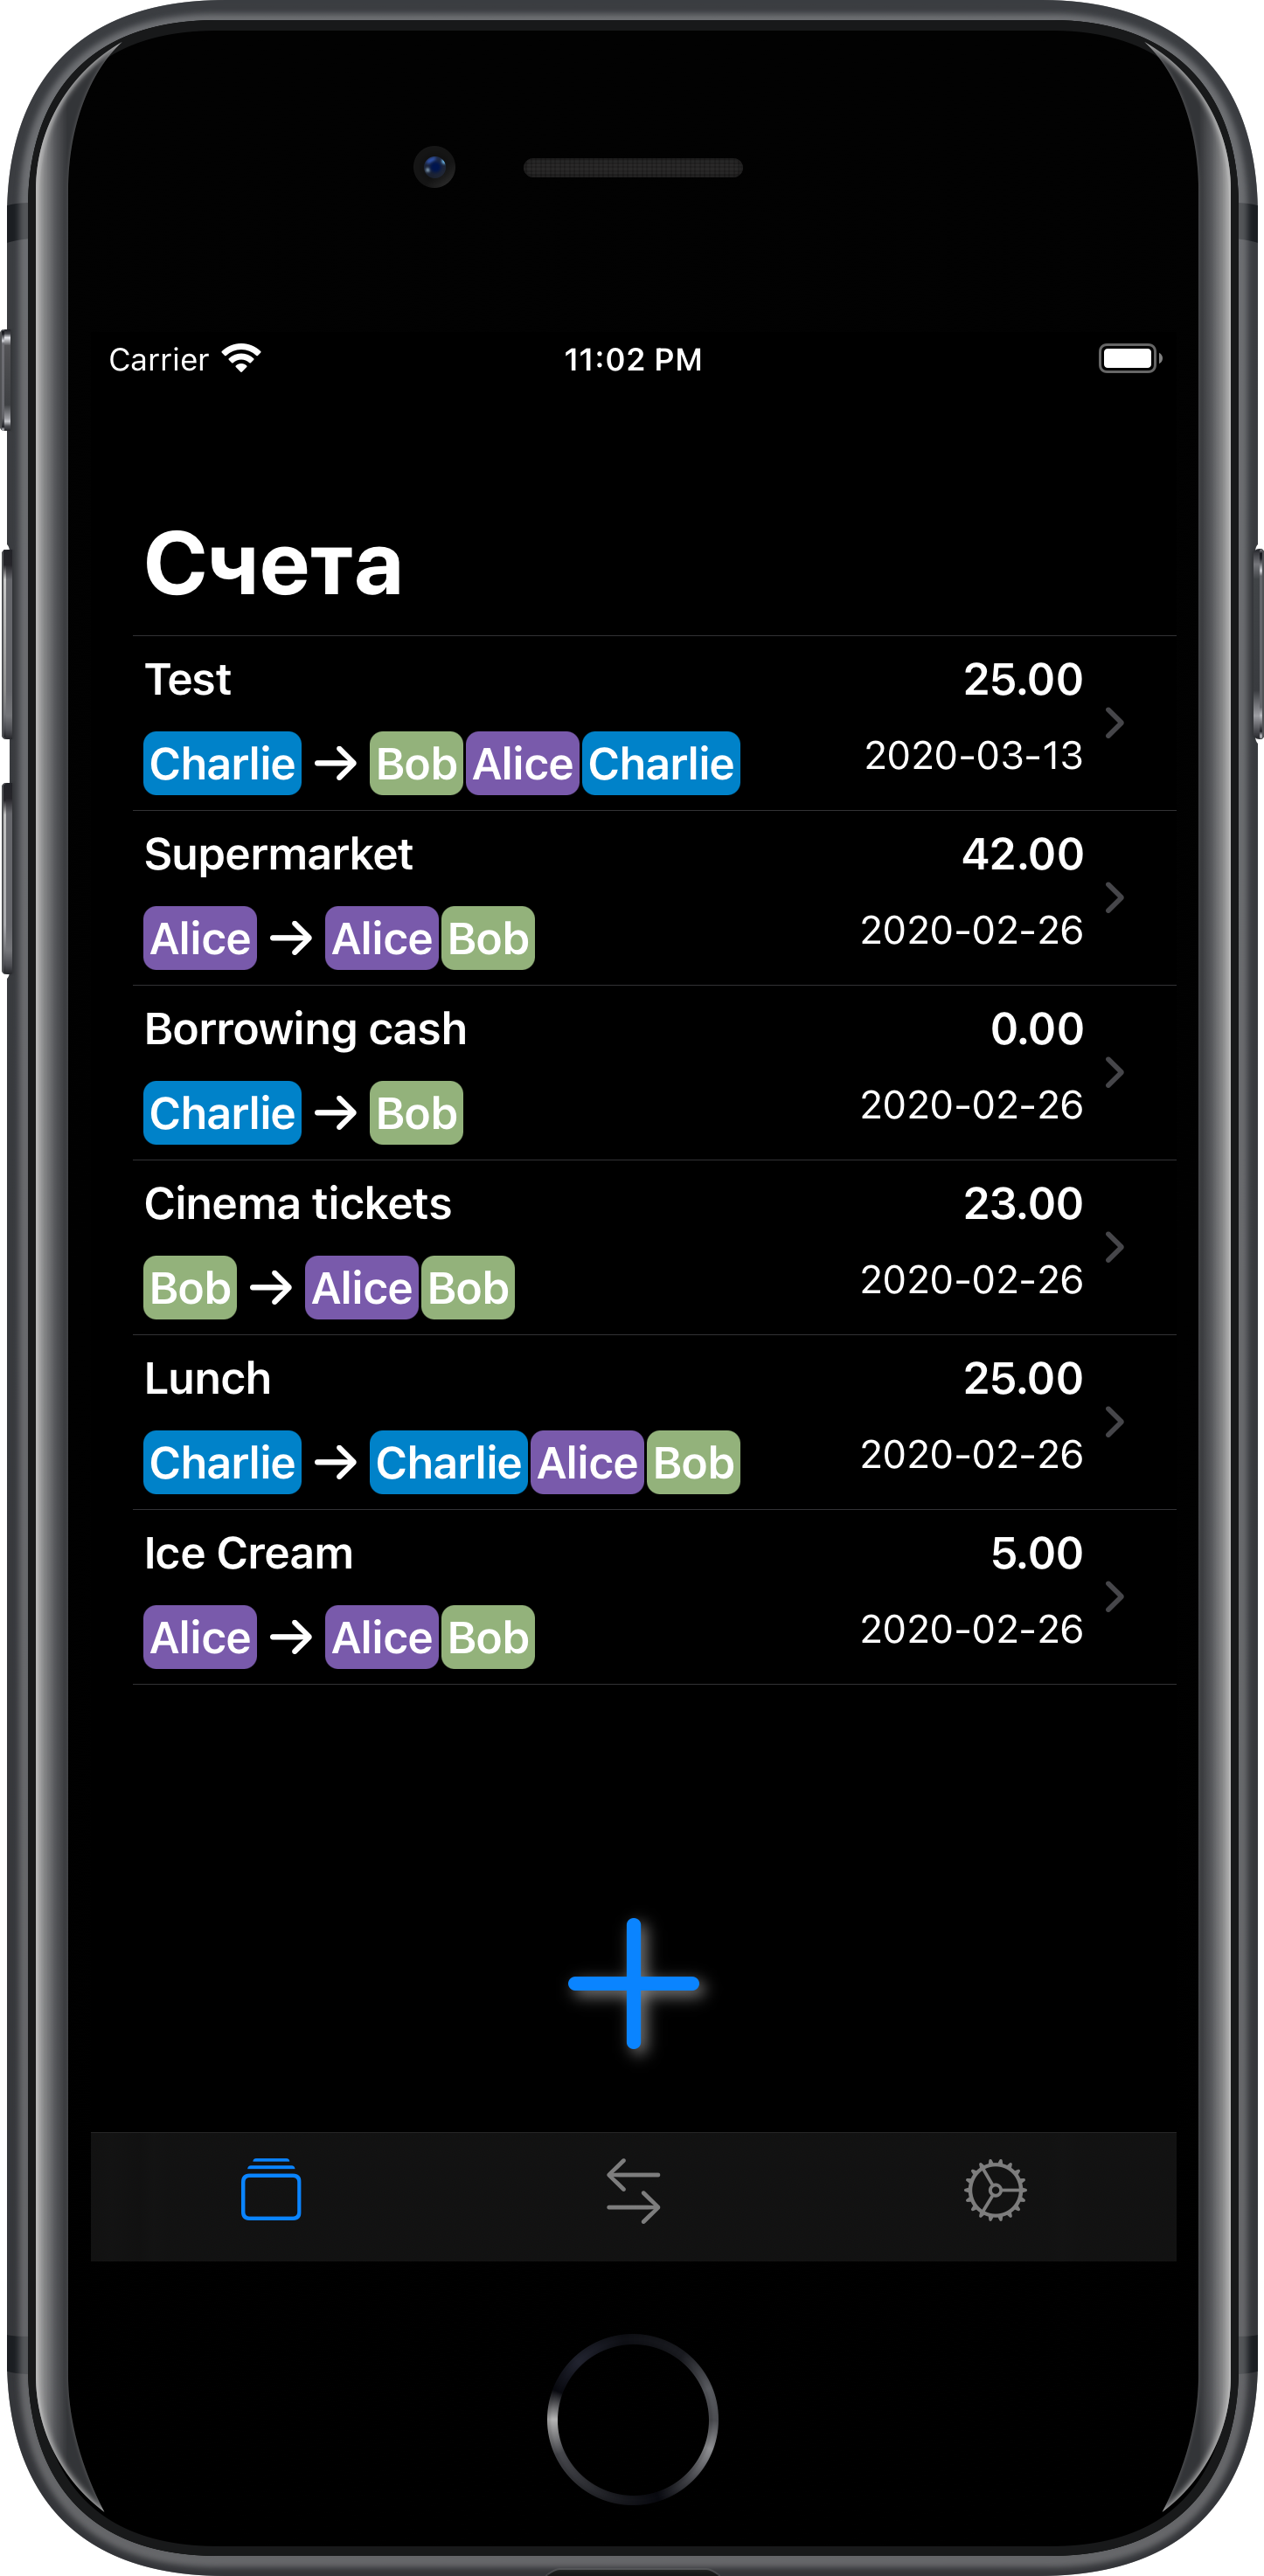 Carrier 11:02 PM
Счета
Test 25.00
Charlie → Bob Alice Charlie 2020-03-13
Supermarket 42.00
Alice → Alice Bob 2020-02-26
Borrowing cash 0.00
Charlie → Bob 2020-02-26
Cinema tickets 23.00
Bob → Alice Bob 2020-02-26
Lunch 25.00
Charlie → Charlie Alice Bob 2020-02-26
Ice Cream 5.00
Alice → Alice Bob 2020-02-26